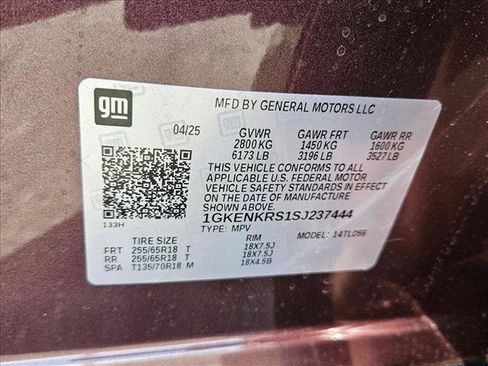 gm
MFD BY GENERAL MOTORS LLC
04/25 GVWR GAWR FRT GAWR RR
2800 KG 1450 KG 1600 KG
6173 LB 3196 LB 3527 LB
THIS VEHICLE CONFORMS TO ALL
APPLICABLE U.S. FEDERAL MOTOR
VEHICLE SAFETY STANDARDS IN EFFECT
ON THE DATE OF MANUFACTURE
SHOWN ABOVE.
1GKENKRS1SJ237444
133H TYPE: MPV MODEL: 14TLD56
TIRE SIZE RIM
FRT 255/65R18 T 18X7.5J
RR 255/65R18 T 18X7.5J
SPA T135/70R18 M 18X4.5B